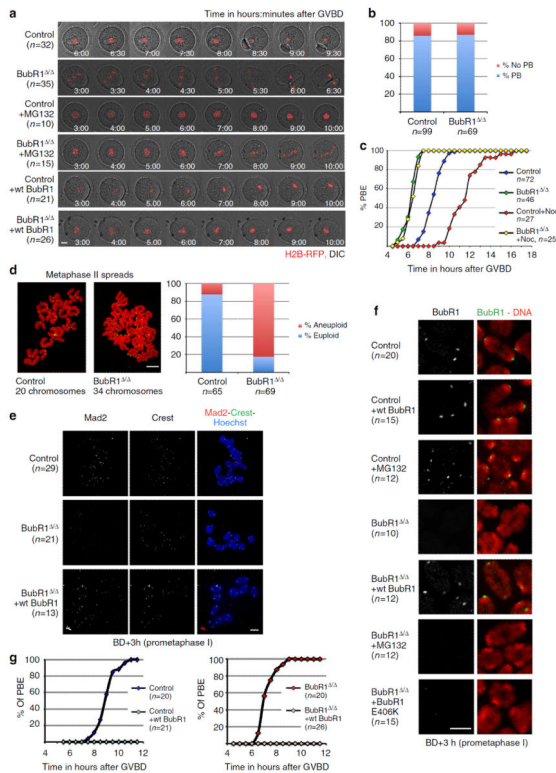 a
Time in hours:minutes after GVBD
Control
(n=32)
6:00 6:30 7:00 7:30 8:00 8:30 9:00 9:30
BubR1Δ/Δ
(n=35)
3:00 3:30 4:00 4:30 5:00 5:30 6:00 6:30
Control
+MG132
(n=10)
3:00 4:00 5:00 6:00 7:00 8:00 9:00 10:00
BubR1Δ/Δ
+MG132
(n=15)
3:00 4:00 5:00 6:00 7:00 8:00 9:00 10:00
Control
+wt BubR1
(n=21)
3:00 4:00 5:00 6:00 7:00 8:00 9:00 10:00
BubR1Δ/Δ
+wt BubR1
(n=26)
3:00 4:00 5:00 6:00 7:00 8:00 9:00 10:00
H2B-RFP, DIC
b
100
80
60
40
20
% No PB
% PB
Control
n=99
BubR1Δ/Δ
n=69
c
% PBE
100
80
60
40
20
0
4.5 6 7.5 9 10.5 12 13.5 15 16.5 18
Time in hours after GVBD
Control
n=72
BubR1Δ/Δ
n=46
Control+Noc
n=27
BubR1Δ/Δ
+Noc, n=25
d
Metaphase II spreads
Control
20 chromosomes
BubR1Δ/Δ
34 chromosomes
100
80
60
40
20
% Aneuploid
% Euploid
Control
n=65
BubR1Δ/Δ
n=69
e
Mad2
Crest
Mad2-Crest-
Hoechst
Control
(n=29)
BubR1Δ/Δ
(n=21)
BubR1Δ/Δ
+wt BubR1
(n=13)
BD+3h (prometaphase I)
f
BubR1
BubR1 - DNA
Control
(n=20)
Control
+wt BubR1
(n=15)
Control
+MG132
(n=12)
BubR1Δ/Δ
(n=10)
BubR1Δ/Δ
+wt BubR1
(n=12)
BubR1Δ/Δ
+MG132
(n=12)
BubR1Δ/Δ
+BubR1
E406K
(n=15)
BD+3 h (prometaphase I)
g
% Of PBE
100
80
60
40
20
4 6 8 10 12
Time in hours after GVBD
Control
(n=20)
Control
+wt BubR1
(n=21)
% Of PBE
100
80
60
40
20
4 6 8 10 12
Time in hours after GVBD
BubR1Δ/Δ
(n=20)
BubR1Δ/Δ
+wt BubR1
(n=26)